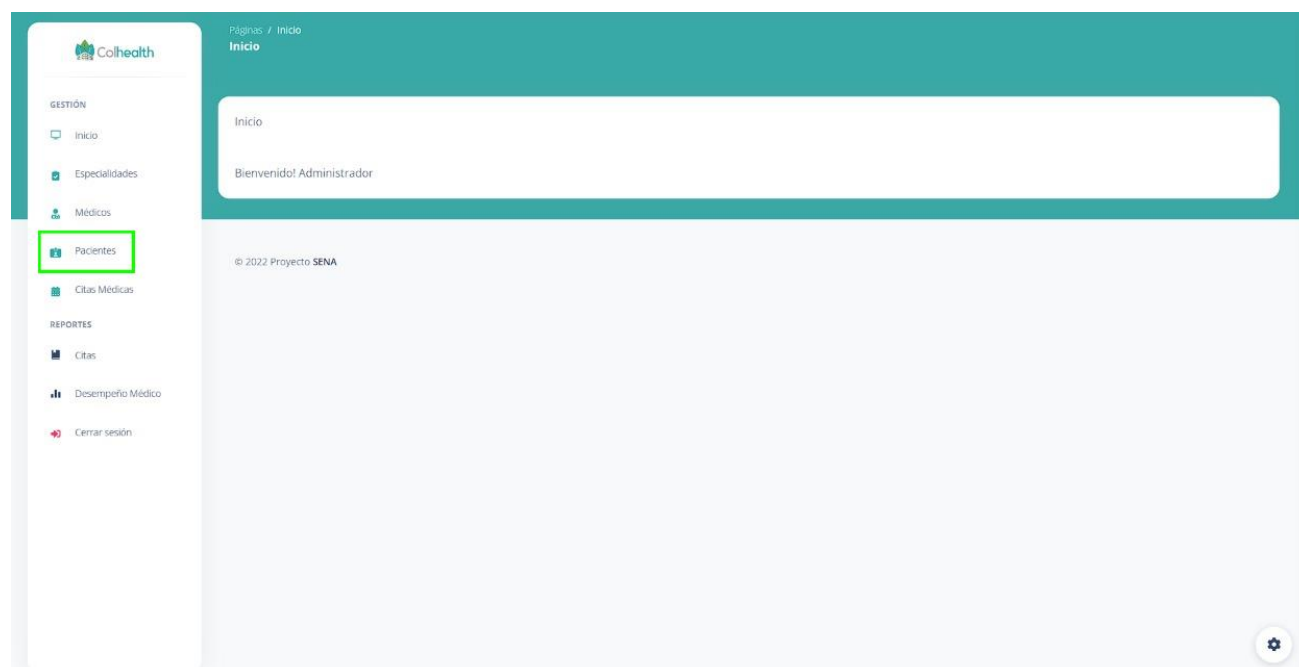 Colhealth
GESTIÓN
Inicio
Especialidades
Médicos
Pacientes
Citas Médicas
REPORTES
Citas
Desempeño Médico
Cerrar sesión
Páginas / Inicio
Inicio
Inicio
Bienvenido! Administrador
© 2022 Proyecto SENA